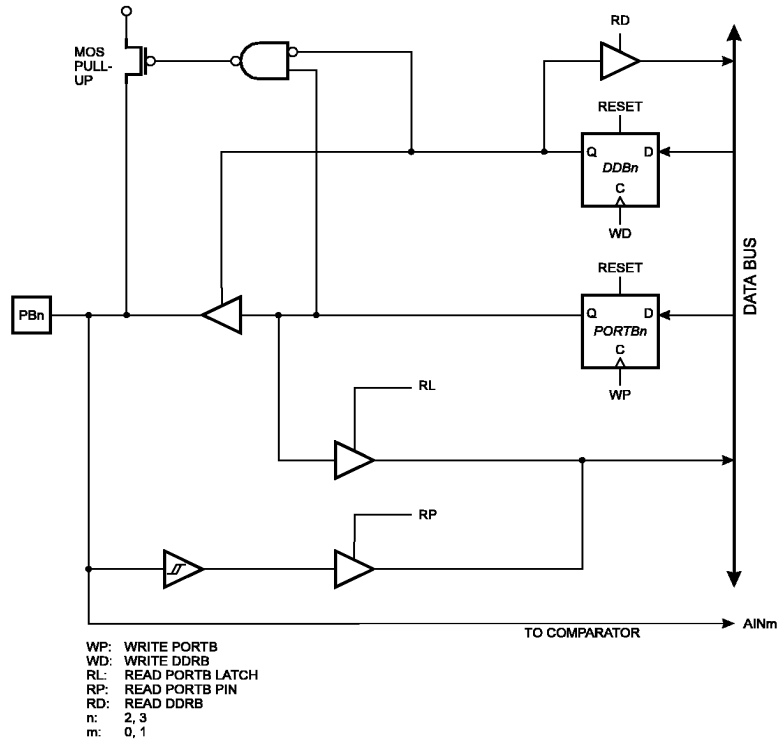 MOS
PULL-
UP
RD
RESET
Q
D
DDBn
C
WD
RESET
PBn
Q
D
PORTBn
C
WP
DATA BUS
RL
RP
TO COMPARATOR
AINm
WP: WRITE PORTB
WD: WRITE DDRB
RL: READ PORTB LATCH
RP: READ PORTB PIN
RD: READ DDRB
n: 2, 3
m: 0, 1